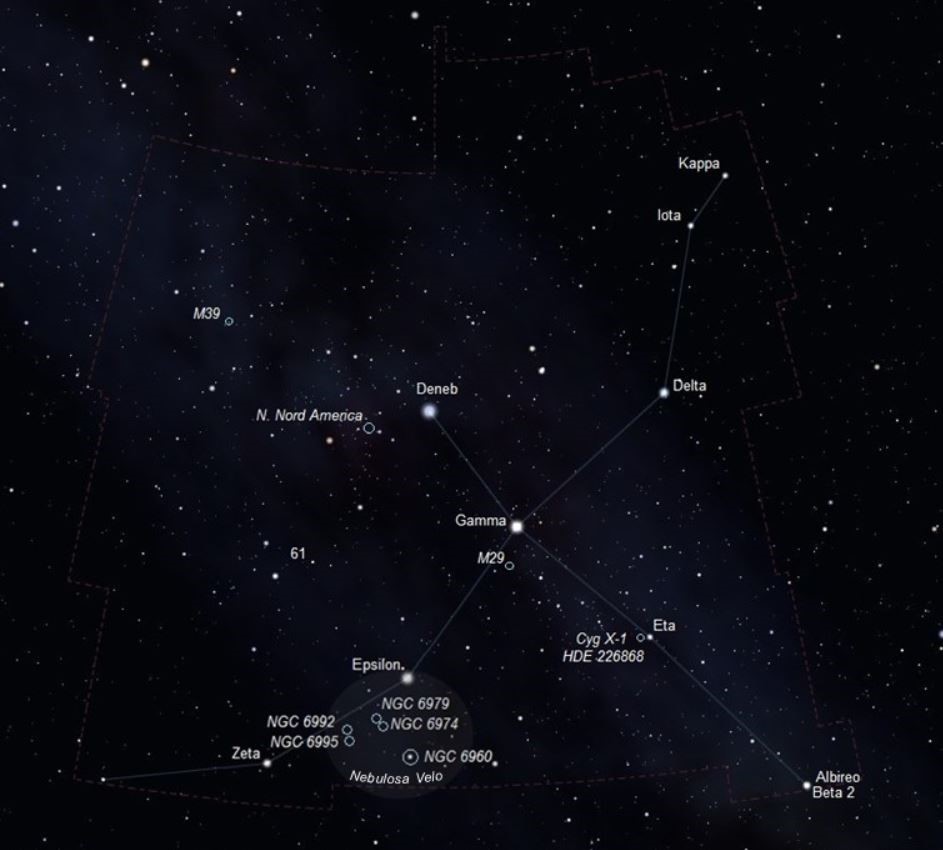 Kappa
Iota
M39
Deneb
Delta
N. Nord America
Gamma
M29
61
Eta
Cyg X-1
HDE 226868
Epsilon
NGC 6979
NGC 6974
NGC 6992
NGC 6995
Zeta
NGC 6960
Nebulosa Velo
Albireo
Beta 2